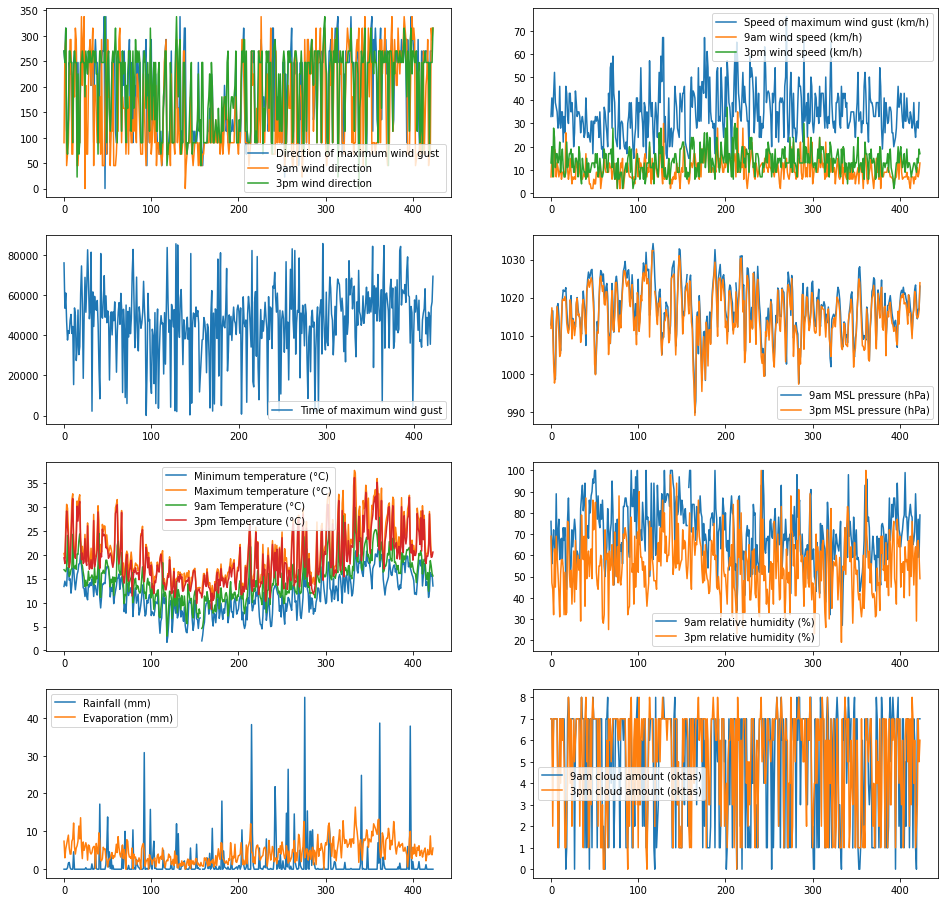 350
300
250
200
150
100
50
0
Direction of maximum wind gust
9am wind direction
3pm wind direction
0 100 200 300 400
70
60
50
40
30
20
10
0
Speed of maximum wind gust (km/h)
9am wind speed (km/h)
3pm wind speed (km/h)
0 100 200 300 400
80000
60000
40000
20000
0
Time of maximum wind gust
0 100 200 300 400
1030
1020
1010
1000
990
9am MSL pressure (hPa)
3pm MSL pressure (hPa)
0 100 200 300 400
35
30
25
20
15
10
5
0
Minimum temperature (°C)
Maximum temperature (°C)
9am Temperature (°C)
3pm Temperature (°C)
0 100 200 300 400
100
90
80
70
60
50
40
30
20
9am relative humidity (%)
3pm relative humidity (%)
0 100 200 300 400
40
30
20
10
0
Rainfall (mm)
Evaporation (mm)
0 100 200 300 400
8
7
6
5
4
3
2
1
0
9am cloud amount (oktas)
3pm cloud amount (oktas)
0 100 200 300 400